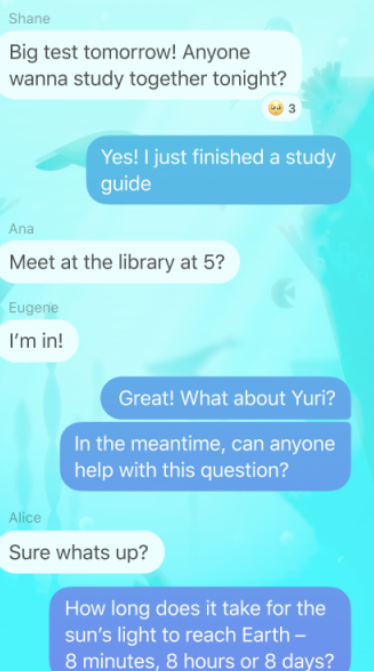 Shane
Big test tomorrow! Anyone
wanna study together tonight?
3
Yes! I just finished a study
guide
Ana
Meet at the library at 5?
Eugene
I’m in!
Great! What about Yuri?
In the meantime, can anyone
help with this question?
Alice
Sure whats up?
How long does it take for the
sun’s light to reach Earth –
8 minutes, 8 hours or 8 days?